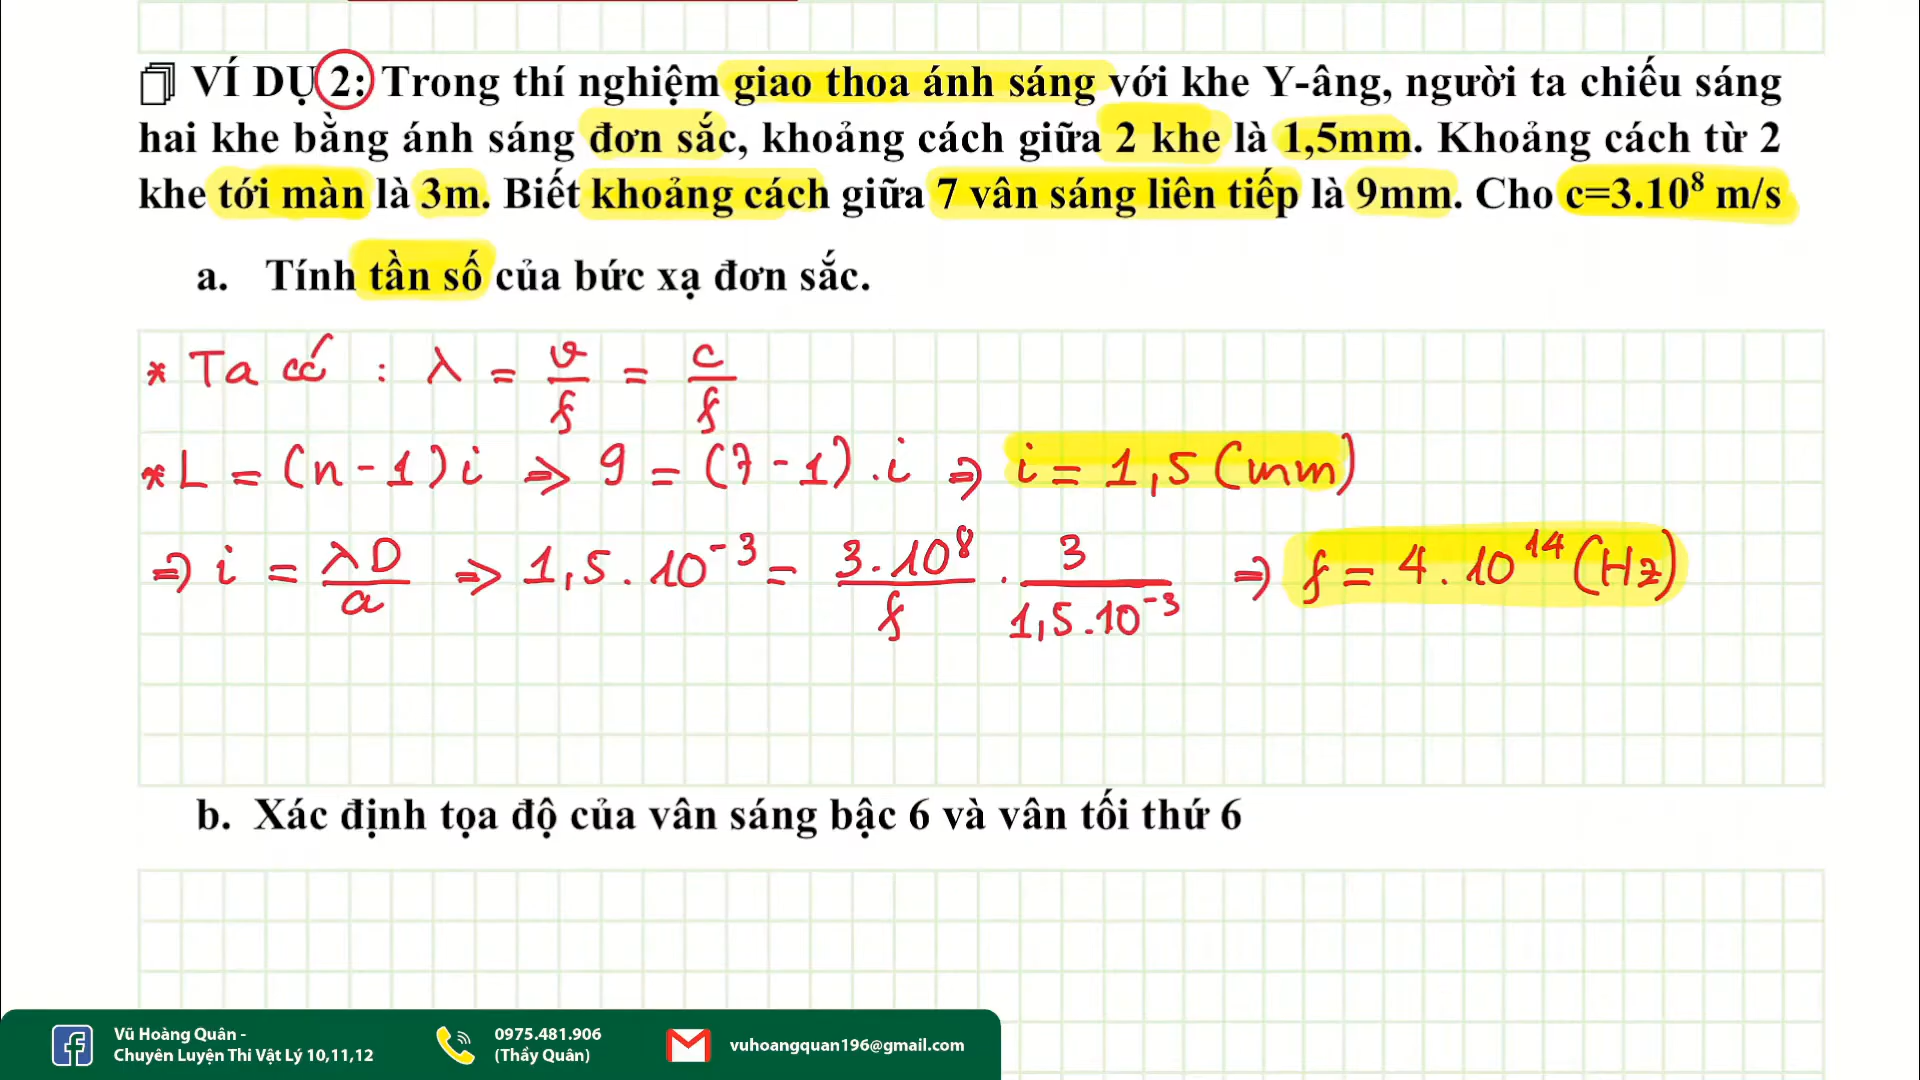 VÍ DỤ 2: Trong thí nghiệm giao thoa ánh sáng với khe Y-âng, người ta chiếu sáng
hai khe bằng ánh sáng đơn sắc, khoảng cách giữa 2 khe là 1,5mm. Khoảng cách từ 2
khe tới màn là 3m. Biết khoảng cách giữa 7 vân sáng liên tiếp là 9mm. Cho c=3.10⁸ m/s
a. Tính tần số của bức xạ đơn sắc.
* Ta có : λ = v/f = c/f
* L = (n - 1) i => 9 = (7 - 1) . i => i = 1,5 (mm)
=> i = λD/a => 1,5 . 10⁻³ = 3.10⁸/f . 3/1,5.10⁻³ => f = 4 . 10¹⁴ (Hz)
b. Xác định tọa độ của vân sáng bậc 6 và vân tối thứ 6
Vũ Hoàng Quân -
Chuyên Luyện Thi Vật Lý 10,11,12
0975.481.906
(Thầy Quân)
vuhoangquan196@gmail.com